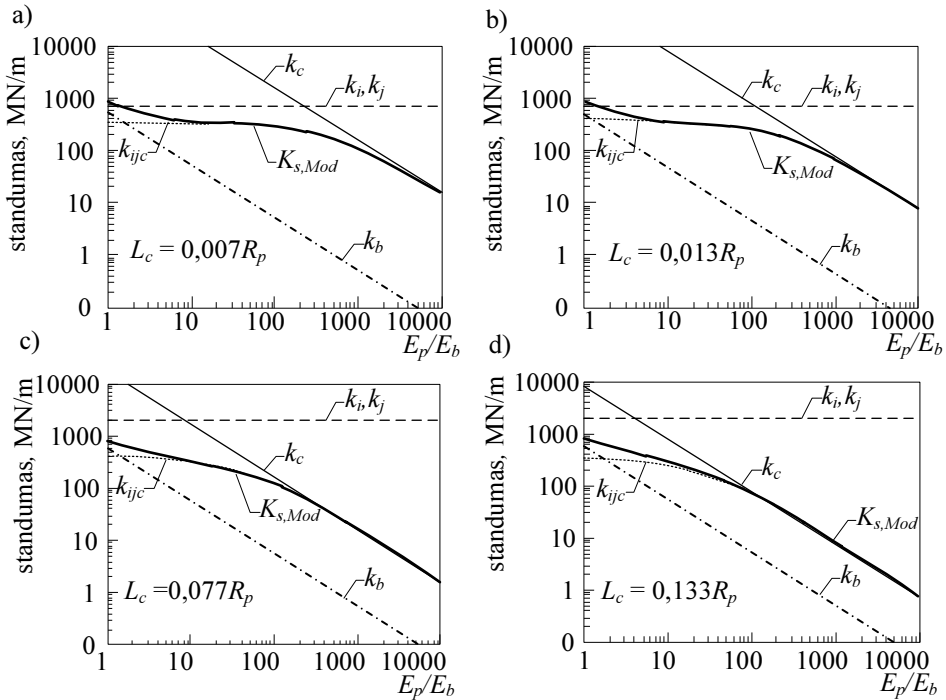 a)
standumas, MN/m
10000
1000
100
10
1
0
k_c
k_i, k_j
k_ijc
K_s,Mod
k_b
L_c = 0,007R_p
1 10 100 1000 10000
E_p/E_b
b)
standumas, MN/m
10000
1000
100
10
1
0
k_c
k_i, k_j
k_ijc
K_s,Mod
k_b
L_c = 0,013R_p
1 10 100 1000 10000
E_p/E_b
c)
standumas, MN/m
10000
1000
100
10
1
0
k_i, k_j
k_c
k_ijc
K_s,Mod
k_b
L_c = 0,077R_p
1 10 100 1000 10000
E_p/E_b
d)
standumas, MN/m
10000
1000
100
10
1
0
k_i, k_j
k_c
k_ijc
K_s,Mod
k_b
L_c = 0,133R_p
1 10 100 1000 10000
E_p/E_b